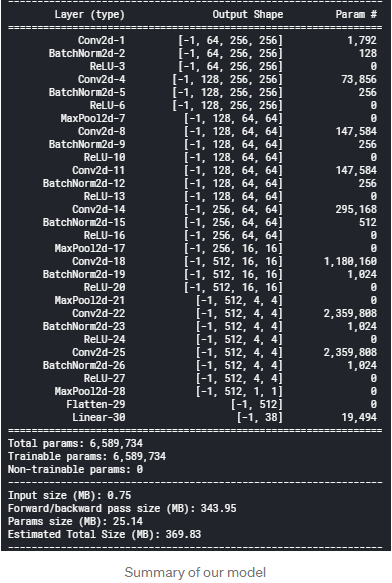 ----------------------------------------------------------------
Layer (type) Output Shape Param #
================================================================
Conv2d-1 [-1, 64, 256, 256] 1,792
BatchNorm2d-2 [-1, 64, 256, 256] 128
ReLU-3 [-1, 64, 256, 256] 0
Conv2d-4 [-1, 128, 256, 256] 73,856
BatchNorm2d-5 [-1, 128, 256, 256] 256
ReLU-6 [-1, 128, 256, 256] 0
MaxPool2d-7 [-1, 128, 64, 64] 0
Conv2d-8 [-1, 128, 64, 64] 147,584
BatchNorm2d-9 [-1, 128, 64, 64] 256
ReLU-10 [-1, 128, 64, 64] 0
Conv2d-11 [-1, 128, 64, 64] 147,584
BatchNorm2d-12 [-1, 128, 64, 64] 256
ReLU-13 [-1, 128, 64, 64] 0
Conv2d-14 [-1, 256, 64, 64] 295,168
BatchNorm2d-15 [-1, 256, 64, 64] 512
ReLU-16 [-1, 256, 64, 64] 0
MaxPool2d-17 [-1, 256, 16, 16] 0
Conv2d-18 [-1, 512, 16, 16] 1,180,160
BatchNorm2d-19 [-1, 512, 16, 16] 1,024
ReLU-20 [-1, 512, 16, 16] 0
MaxPool2d-21 [-1, 512, 4, 4] 0
Conv2d-22 [-1, 512, 4, 4] 2,359,808
BatchNorm2d-23 [-1, 512, 4, 4] 1,024
ReLU-24 [-1, 512, 4, 4] 0
Conv2d-25 [-1, 512, 4, 4] 2,359,808
BatchNorm2d-26 [-1, 512, 4, 4] 1,024
ReLU-27 [-1, 512, 4, 4] 0
MaxPool2d-28 [-1, 512, 1, 1] 0
Flatten-29 [-1, 512] 0
Linear-30 [-1, 38] 19,494
================================================================
Total params: 6,589,734
Trainable params: 6,589,734
Non-trainable params: 0
----------------------------------------------------------------
Input size (MB): 0.75
Forward/backward pass size (MB): 343.95
Params size (MB): 25.14
Estimated Total Size (MB): 369.83
----------------------------------------------------------------
Summary of our model